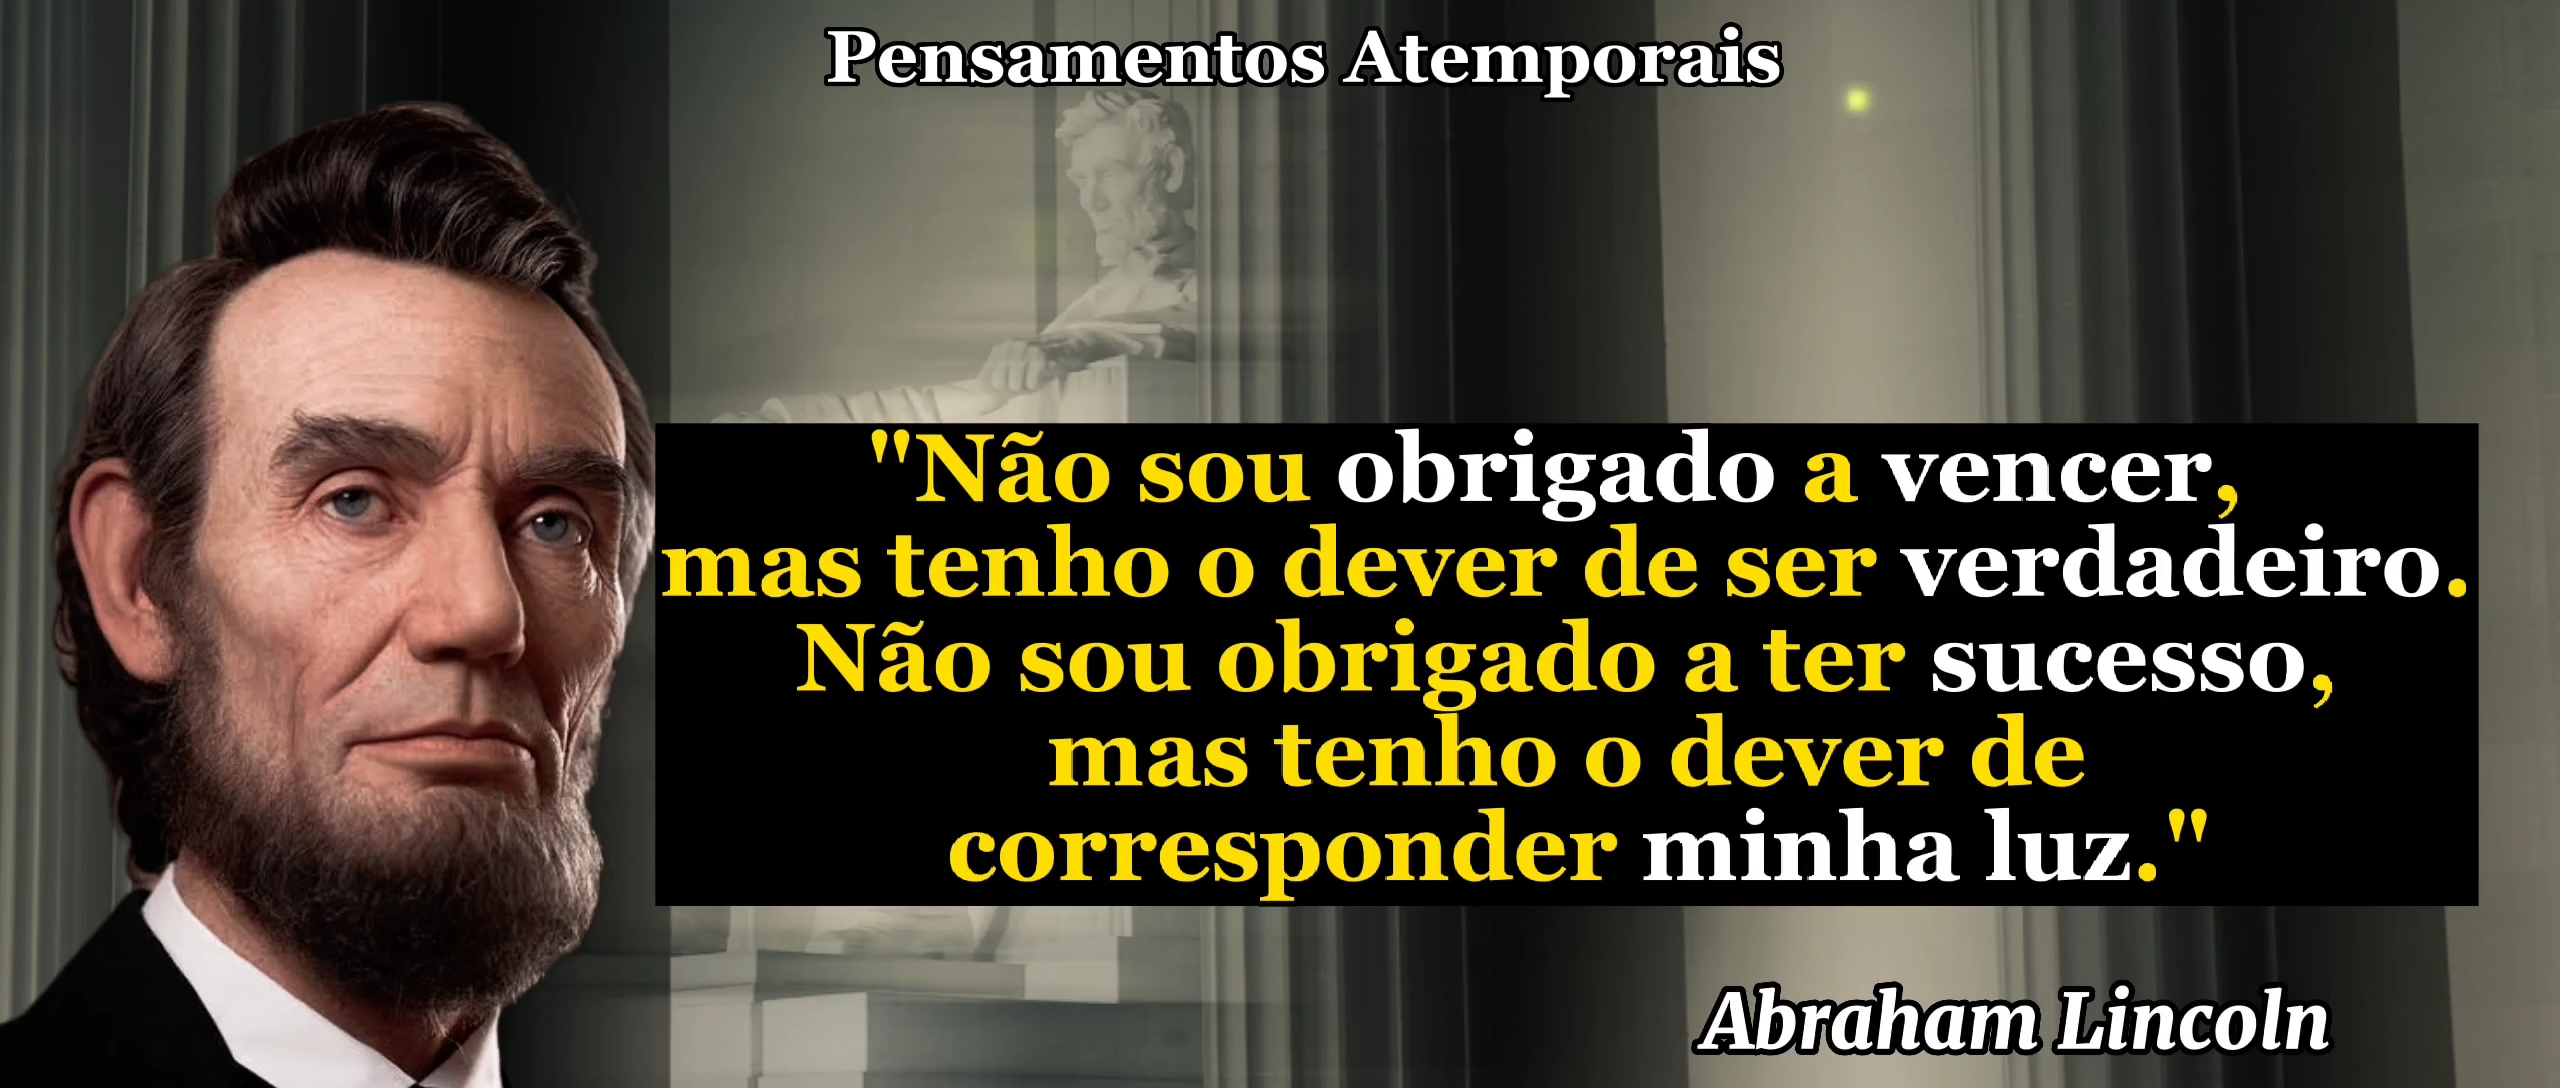 Pensamentos Atemporais
"Não sou obrigado a vencer,
mas tenho o dever de ser verdadeiro.
Não sou obrigado a ter sucesso,
mas tenho o dever de
corresponder minha luz."
Abraham Lincoln